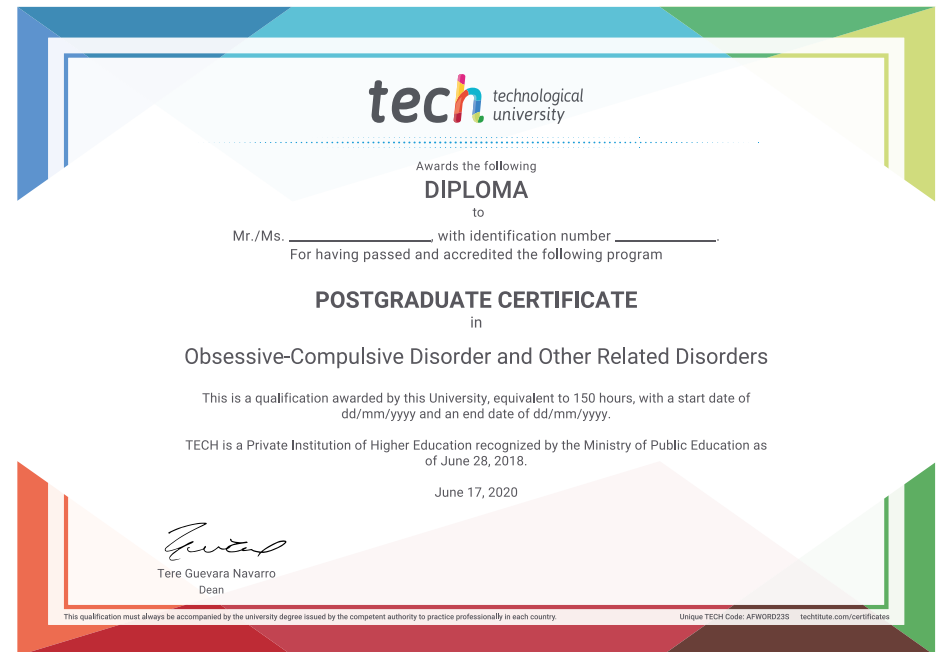 tech technological
university
Awards the following
DIPLOMA
to
Mr./Ms. ____________, with identification number ____________.
For having passed and accredited the following program
POSTGRADUATE CERTIFICATE
in
Obsessive-Compulsive Disorder and Other Related Disorders
This is a qualification awarded by this University, equivalent to 150 hours, with a start date of
dd/mm/yyyy and an end date of dd/mm/yyyy.
TECH is a Private Institution of Higher Education recognized by the Ministry of Public Education as
of June 28, 2018.
June 17, 2020
Tere Guevara Navarro
Dean
This qualification must always be accompanied by the university degree issued by the competent authority to practice professionally in each country.
Unique TECH Code: AFWORD23S techtitute.com/certificates